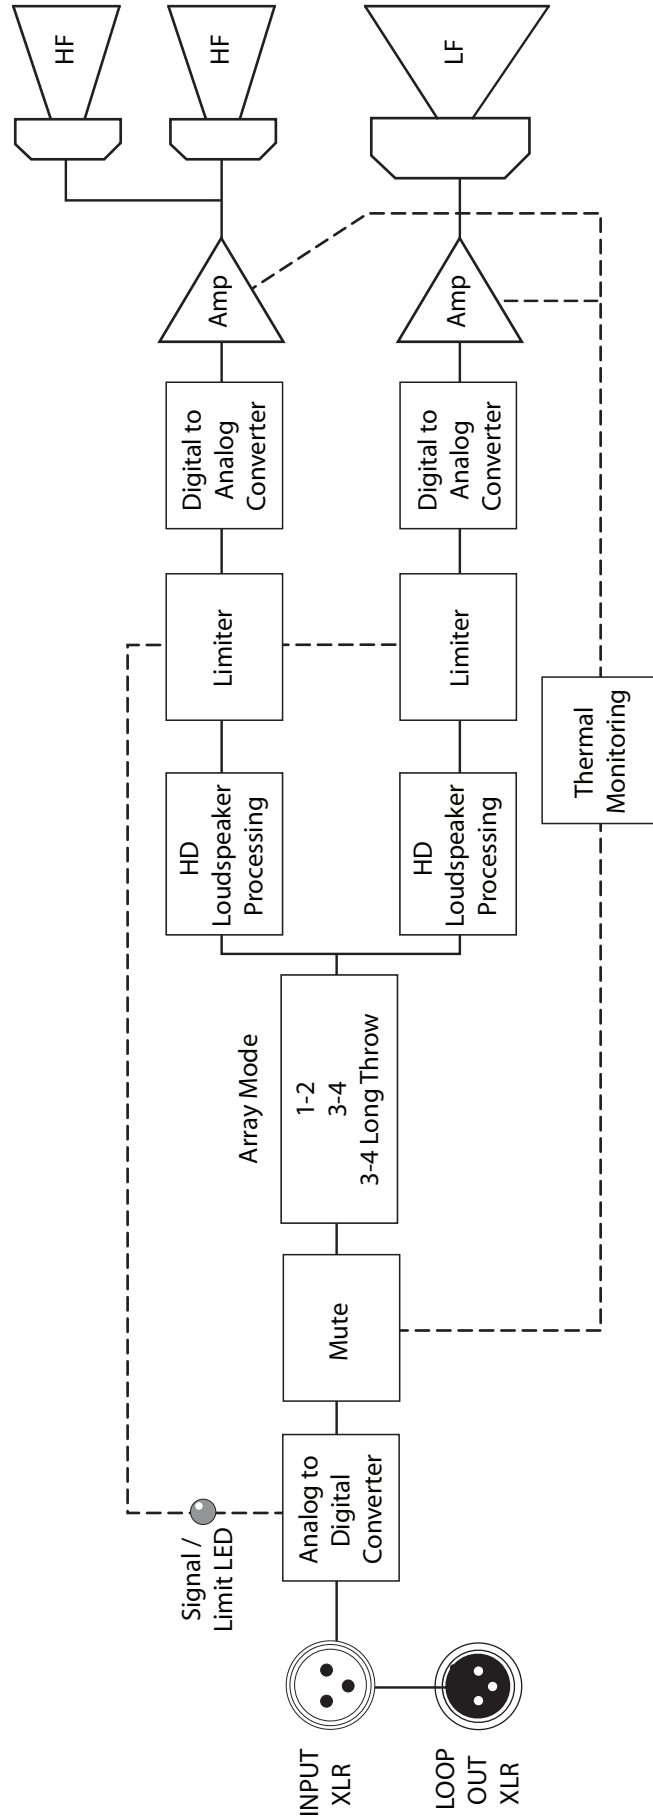 INPUT
XLR
LOOP
OUT
XLR
Signal /
Limit LED
Analog to
Digital
Converter
Mute
Array Mode
1-2
3-4
3-4 Long Throw
HD
Loudspeaker
Processing
HD
Loudspeaker
Processing
Limiter
Limiter
Thermal
Monitoring
Digital to
Analog
Converter
Digital to
Analog
Converter
Amp
Amp
HF
HF
LF